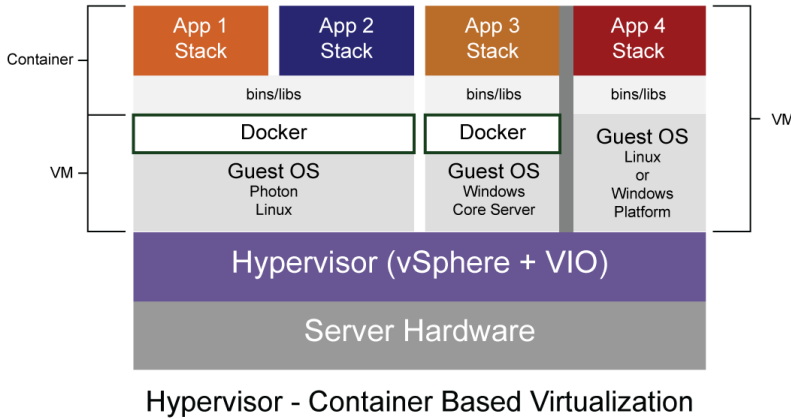 App 1
Stack
App 2
Stack
App 3
Stack
App 4
Stack
Container
bins/libs
bins/libs
bins/libs
VM
Docker
Docker
Guest OS
Photon
Linux
Guest OS
Windows
Core Server
Guest OS
Linux
or
Windows
Platform
VM
Hypervisor (vSphere + VIO)
Server Hardware
Hypervisor - Container Based Virtualization